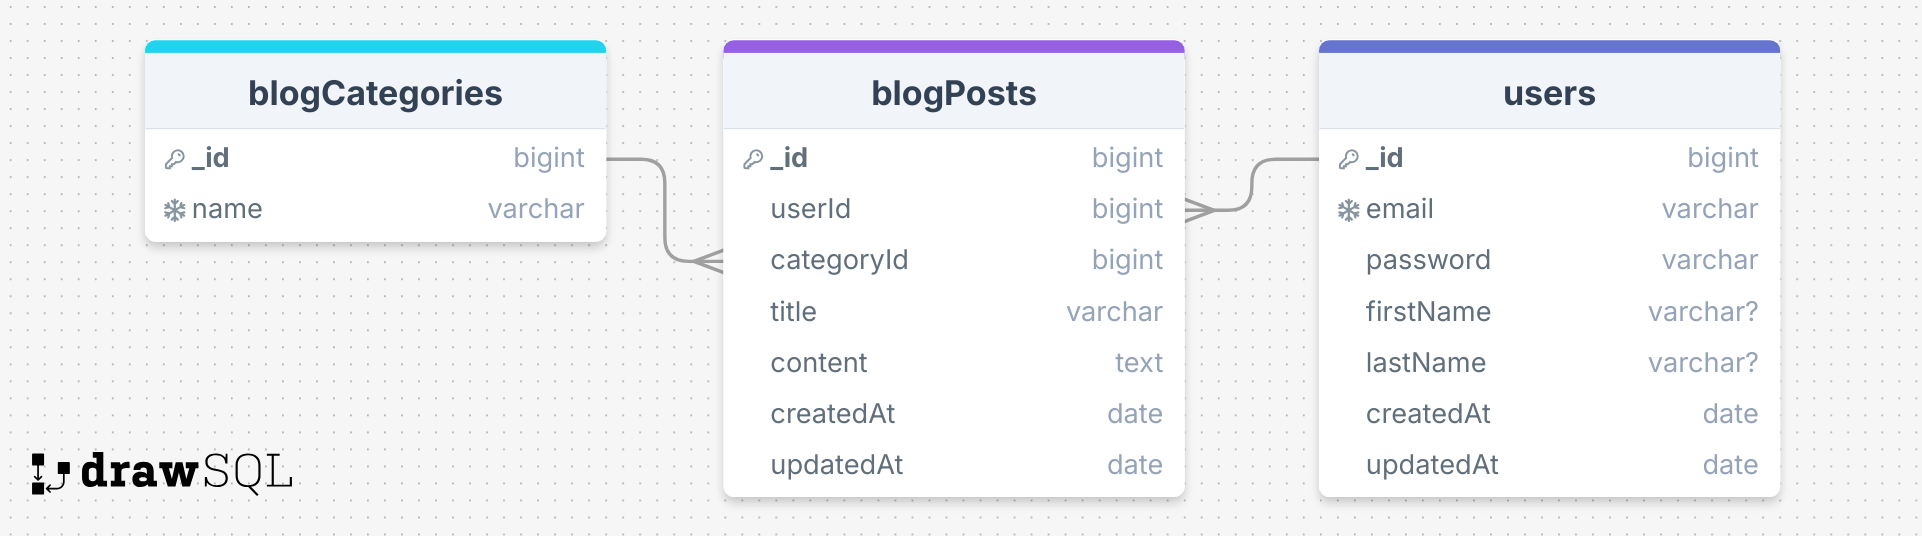 blogCategories
_id bigint
name varchar
blogPosts
_id bigint
userId bigint
categoryId bigint
title varchar
content text
createdAt date
updatedAt date
users
_id bigint
email varchar
password varchar
firstName varchar?
lastName varchar?
createdAt date
updatedAt date
drawSQL